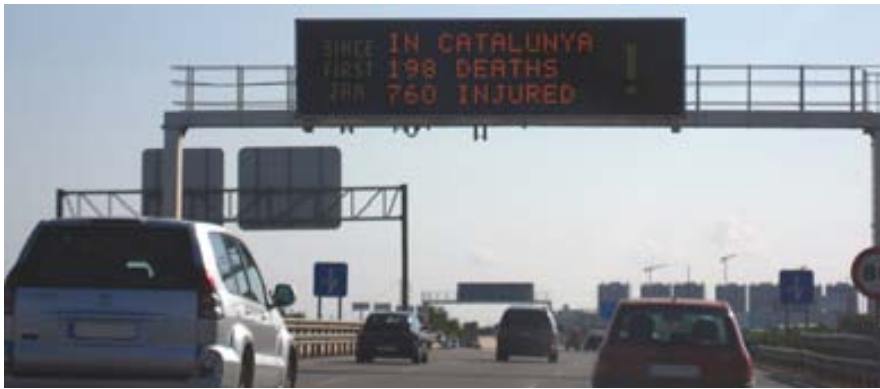 SINCE IN CATALUNYA
FIRST 198 DEATHS !
JAN 760 INJURED